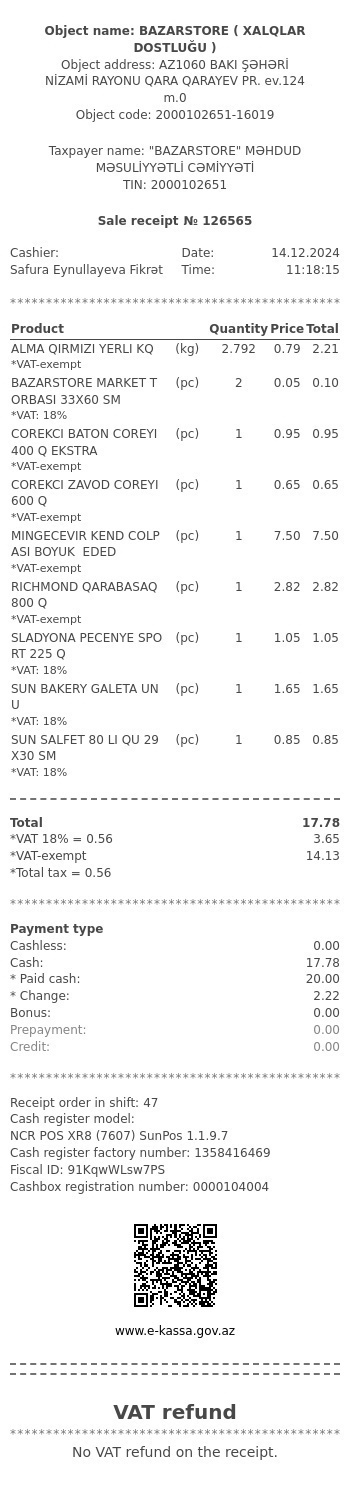 Object name: BAZARSTORE ( XALQLAR
DOSTLUĞU )
Object address: AZ1060 BAKI ŞƏHƏRİ
NİZAMİ RAYONU QARA QARAYEV PR. ev.124
m.0
Object code: 2000102651-16019
Taxpayer name: "BAZARSTORE" MƏHDUD
MƏSULİYYƏTLİ CƏMİYYƏTİ
TIN: 2000102651
Sale receipt № 126565
Cashier: Date: 14.12.2024
Safura Eynullayeva Fikrət Time: 11:18:15
************************************************
Product Quantity Price Total
ALMA QIRMIZI YERLI KQ (kg) 2.792 0.79 2.21
*VAT-exempt
BAZARSTORE MARKET T (pc) 2 0.05 0.10
ORBASI 33X60 SM
*VAT: 18%
COREKCI BATON COREYI (pc) 1 0.95 0.95
400 Q EKSTRA
*VAT-exempt
COREKCI ZAVOD COREYI (pc) 1 0.65 0.65
600 Q
*VAT-exempt
MINGECEVIR KEND COLP (pc) 1 7.50 7.50
ASI BOYUK  EDED
*VAT-exempt
RICHMOND QARABASAQ (pc) 1 2.82 2.82
800 Q
*VAT-exempt
SLADYONA PECENYE SPO (pc) 1 1.05 1.05
RT 225 Q
*VAT: 18%
SUN BAKERY GALETA UN (pc) 1 1.65 1.65
U
*VAT: 18%
SUN SALFET 80 LI QU 29 (pc) 1 0.85 0.85
X30 SM
*VAT: 18%
Total 17.78
*VAT 18% = 0.56 3.65
*VAT-exempt 14.13
*Total tax = 0.56
************************************************
Payment type
Cashless: 0.00
Cash: 17.78
* Paid cash: 20.00
* Change: 2.22
Bonus: 0.00
Prepayment: 0.00
Credit: 0.00
************************************************
Receipt order in shift: 47
Cash register model:
NCR POS XR8 (7607) SunPos 1.1.9.7
Cash register factory number: 1358416469
Fiscal ID: 91KqwWLsw7PS
Cashbox registration number: 0000104004
www.e-kassa.gov.az
VAT refund
************************************************
No VAT refund on the receipt.